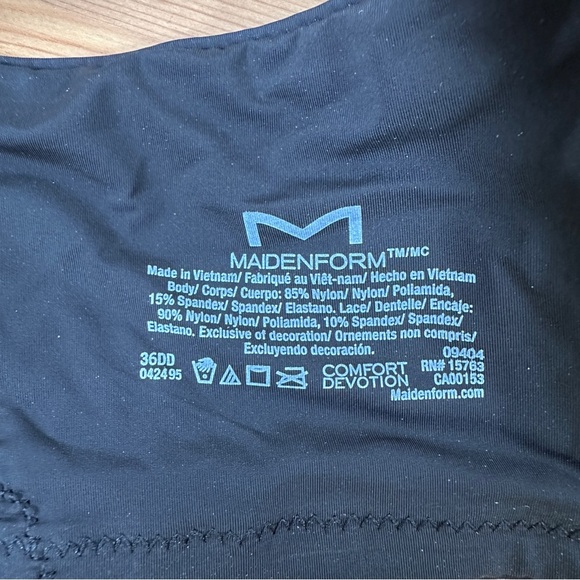 MAIDENFORM™/MC
Made in Vietnam/ Fabriqué au Viêt-nam/ Hecho en Vietnam
Body/ Corps/ Cuerpo: 85% Nylon/ Nylon/ Poliamida,
15% Spandex/ Spandex/ Elastano. Lace/ Dentelle/ Encaje:
90% Nylon/ Nylon/ Poliamida, 10% Spandex/ Spandex/
Elastano. Exclusive of decoration/ Ornements non compris/
Excluyendo decoración.
36DD
042495
COMFORT
DEVOTION
09404
RN# 15763
CA00153
Maidenform.com